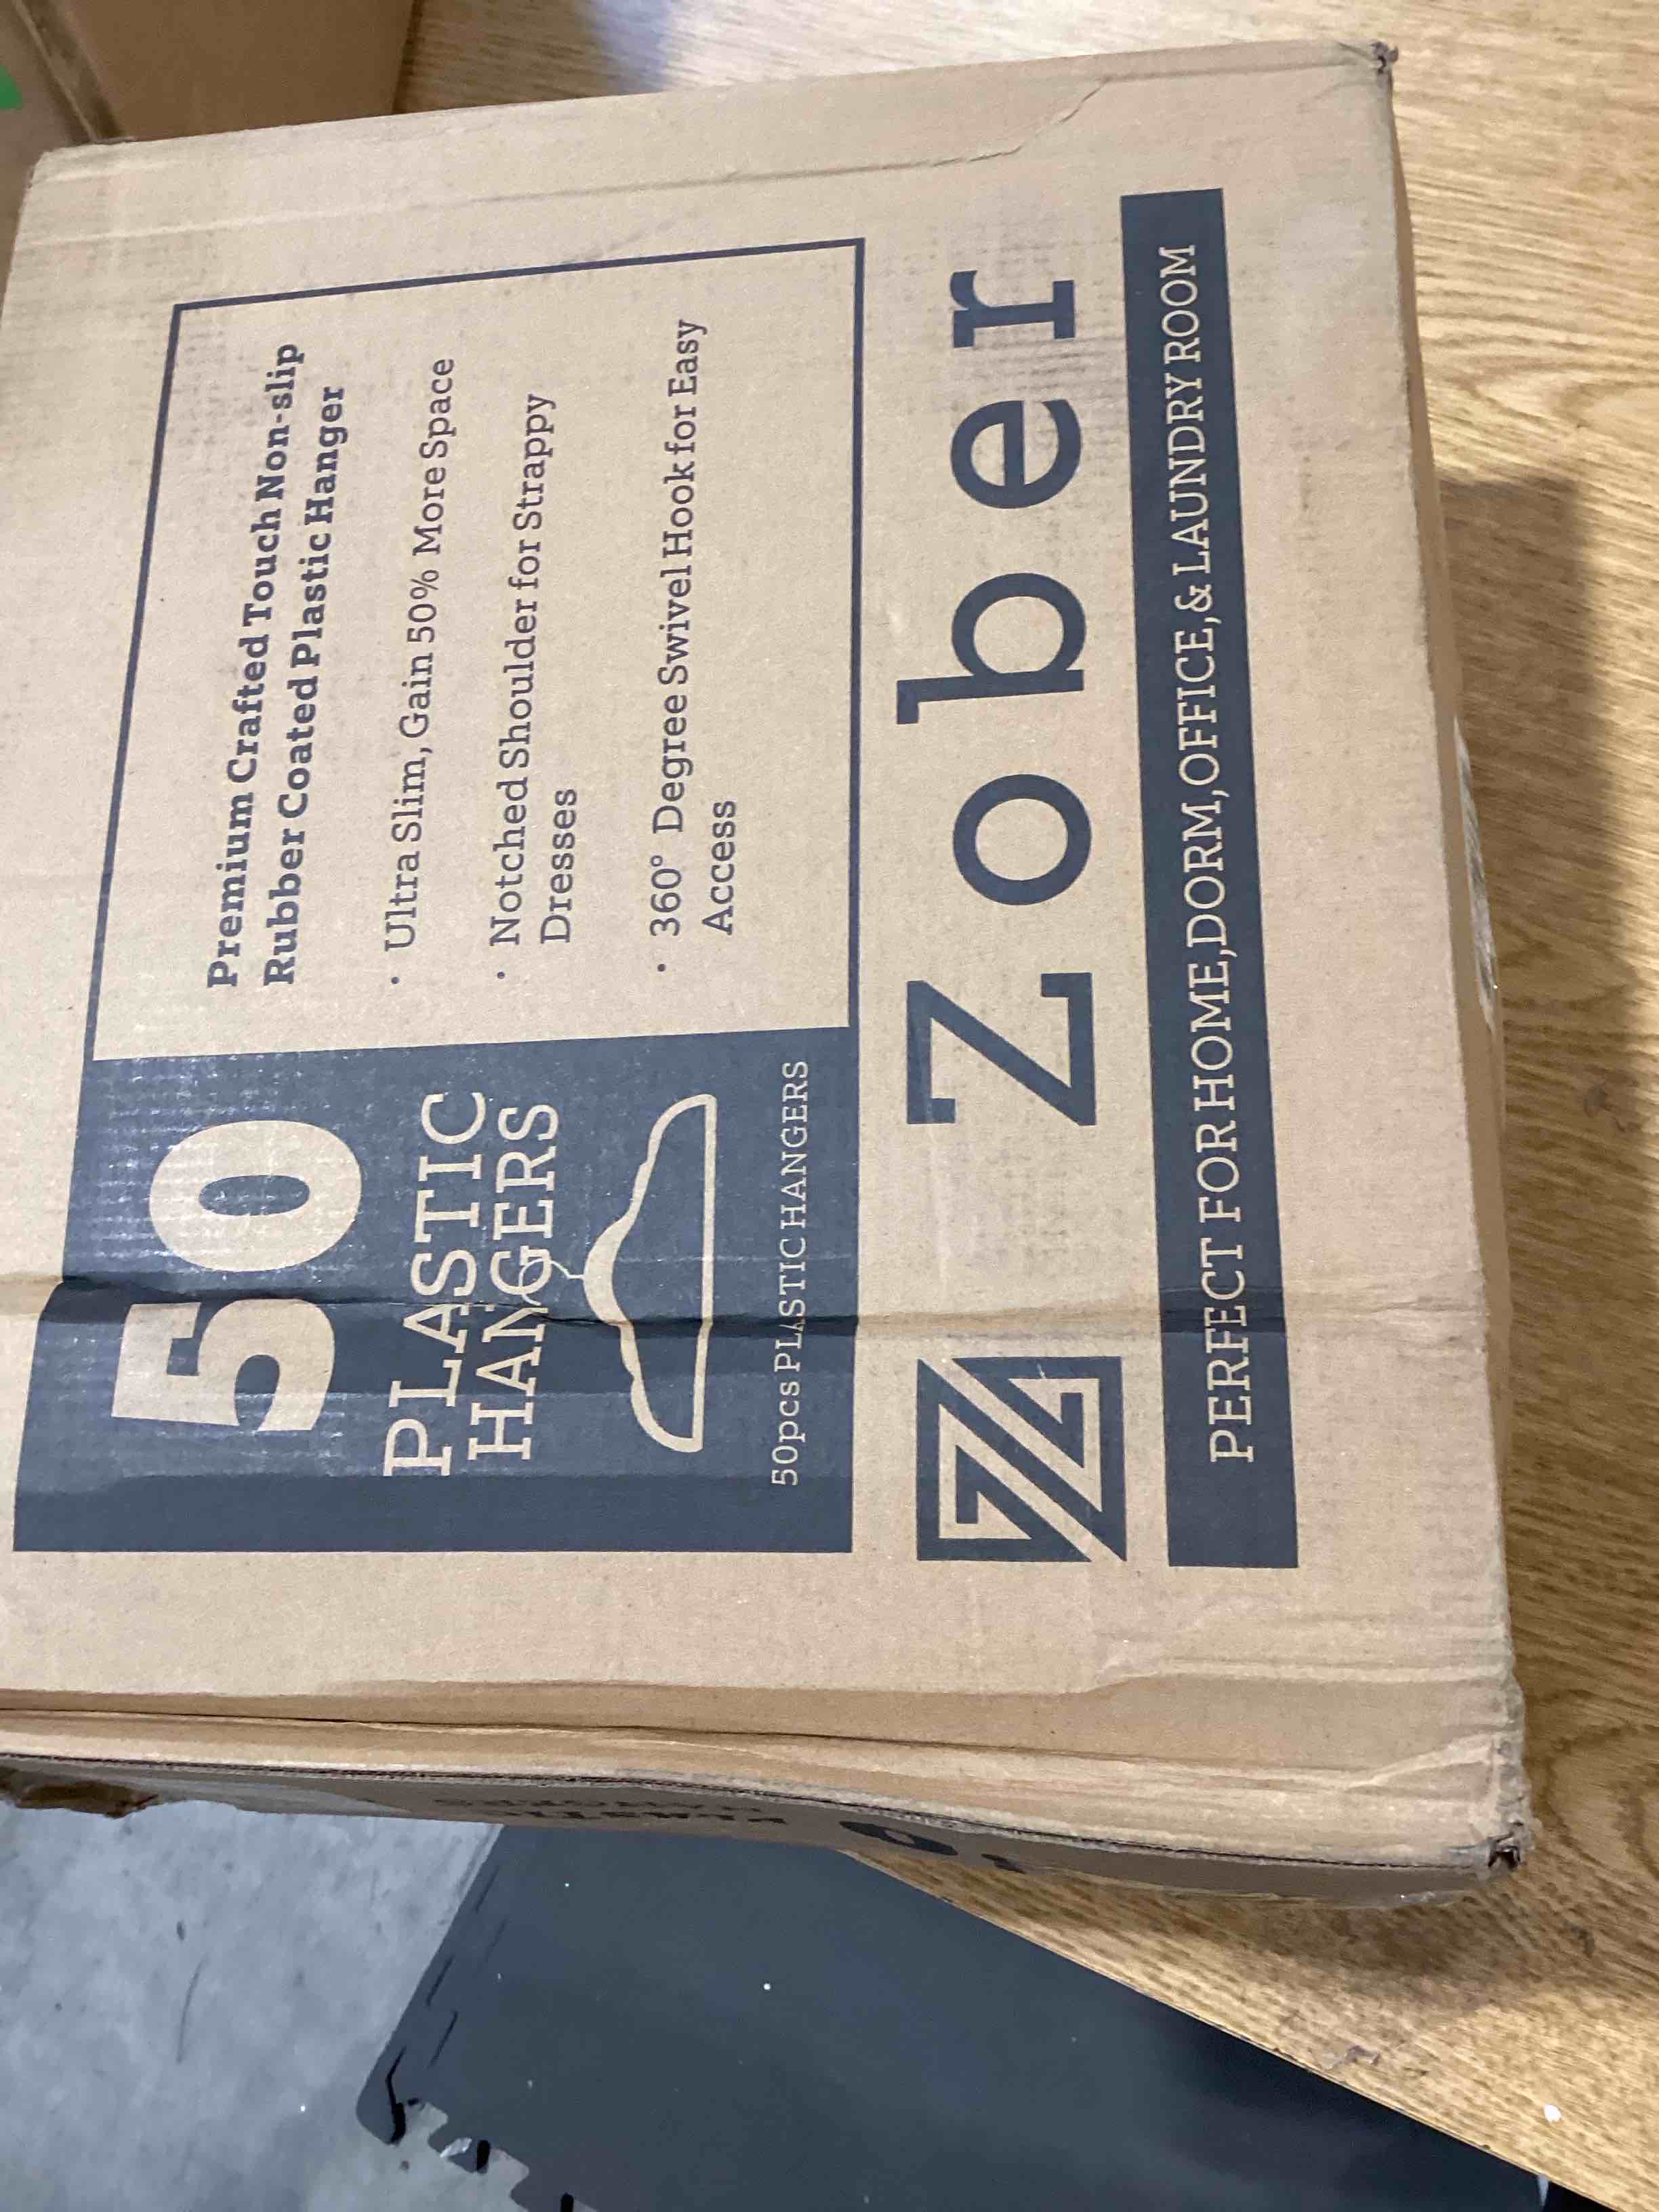 50
PLASTIC
HANGERS
50pcs PLASTIC HANGERS
Premium Crafted Touch Non-slip
Rubber Coated Plastic Hanger
· Ultra Slim, Gain 50% More Space
· Notched Shoulder for Strappy
Dresses
· 360° Degree Swivel Hook for Easy
Access
Zober
PERFECT FOR HOME, DORM, OFFICE, & LAUNDRY ROOM